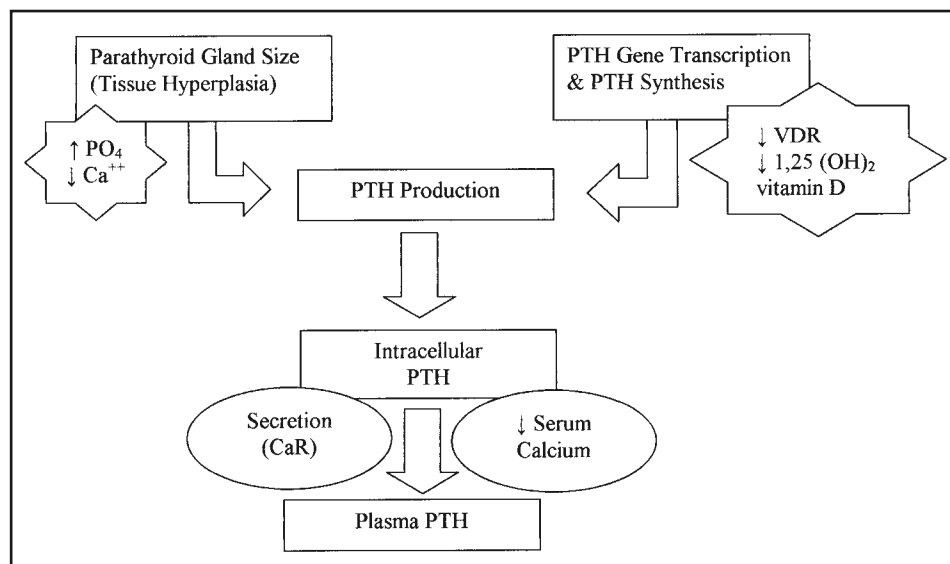 Parathyroid Gland Size
(Tissue Hyperplasia)
PTH Gene Transcription
& PTH Synthesis
↑ PO₄
↓ Ca⁺⁺
↓ VDR
↓ 1,25 (OH)₂
vitamin D
PTH Production
Intracellular
PTH
Secretion
(CaR)
↓ Serum
Calcium
Plasma PTH